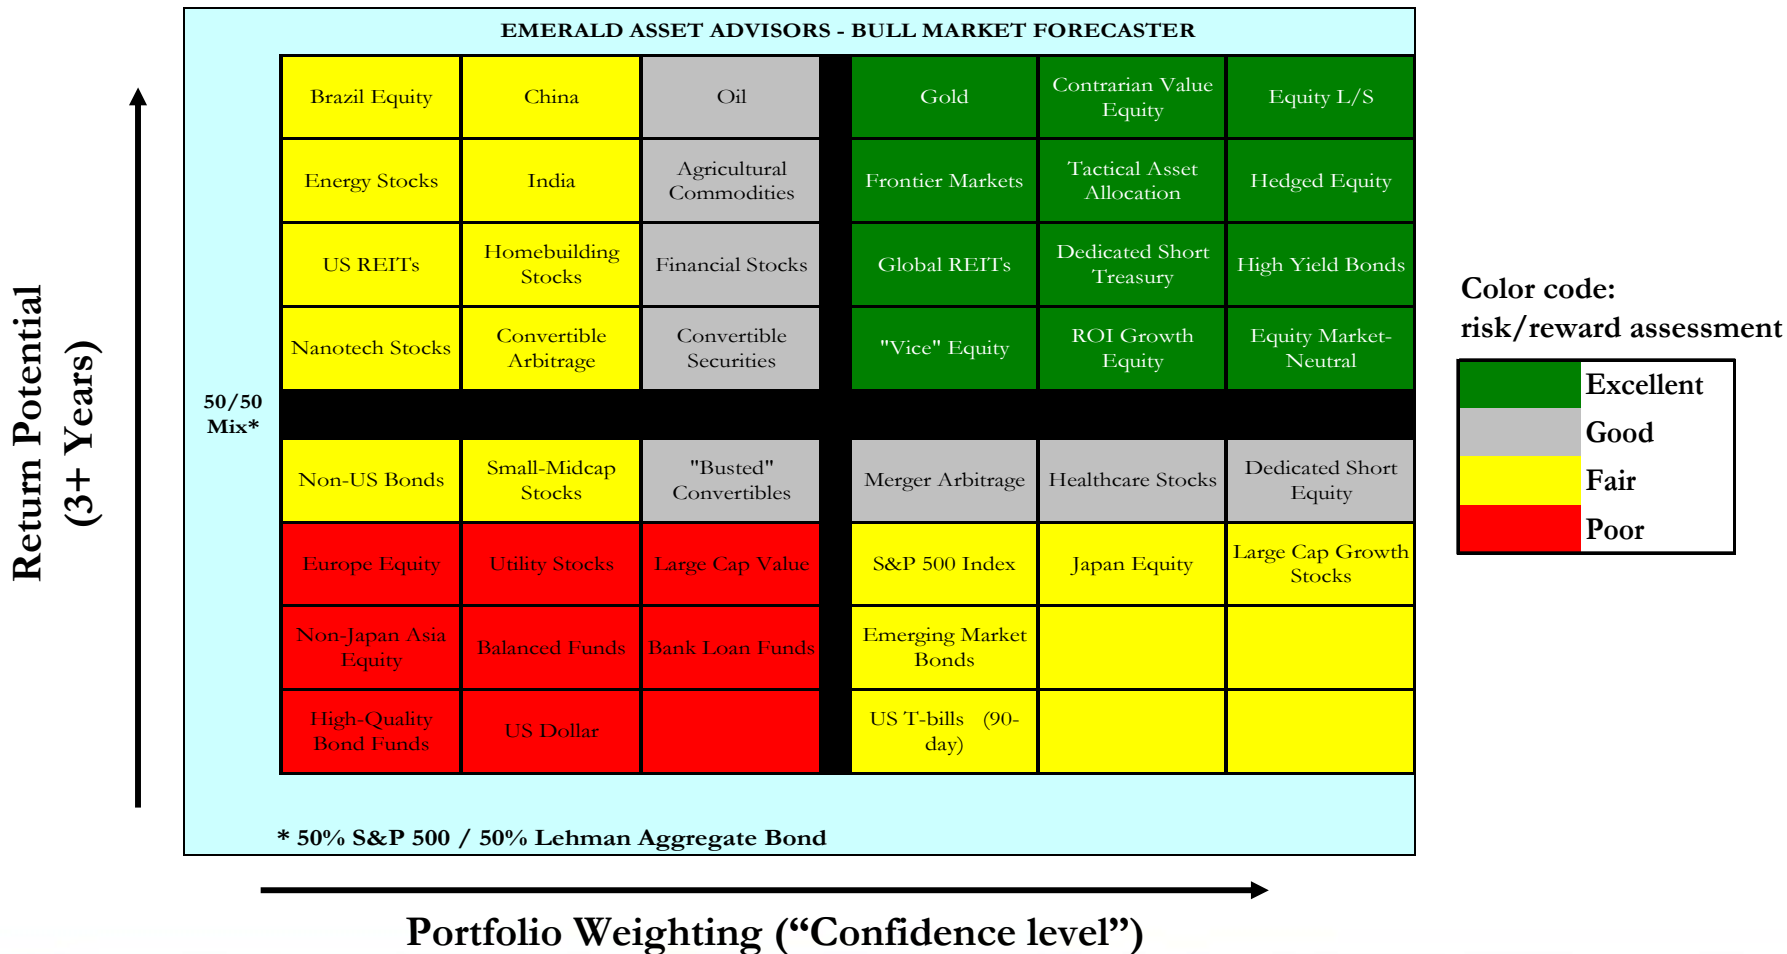 EMERALD ASSET ADVISORS - BULL MARKET FORECASTER
Brazil Equity
China
Oil
Gold
Contrarian Value
Equity
Equity L/S
Energy Stocks
India
Agricultural
Commodities
Frontier Markets
Tactical Asset
Allocation
Hedged Equity
US REITs
Homebuilding
Stocks
Financial Stocks
Global REITs
Dedicated Short
Treasury
High Yield Bonds
Nanotech Stocks
Convertible
Arbitrage
Convertible
Securities
"Vice" Equity
ROI Growth
Equity
Equity Market-
Neutral
50/50
Mix*
Non-US Bonds
Small-Midcap
Stocks
"Busted"
Convertibles
Merger Arbitrage
Healthcare Stocks
Dedicated Short
Equity
Europe Equity
Utility Stocks
Large Cap Value
S&P 500 Index
Japan Equity
Large Cap Growth
Stocks
Non-Japan Asia
Equity
Balanced Funds
Bank Loan Funds
Emerging Market
Bonds
High-Quality
Bond Funds
US Dollar
US T-bills (90-
day)
* 50% S&P 500 / 50% Lehman Aggregate Bond
Return Potential
(3+ Years)
Portfolio Weighting (“Confidence level”)
Color code:
risk/reward assessment
Excellent
Good
Fair
Poor